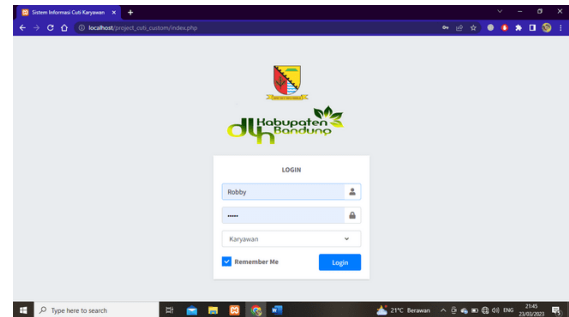 Sistem Informasi Cuti Karyawan
localhost/project_cuti_custom/index.php
dlh Kabupaten
Bandung
LOGIN
Robby
•••••
Karyawan
Remember Me
Login
Type here to search
21°C Berawan
ENG
21:45
23/03/2023